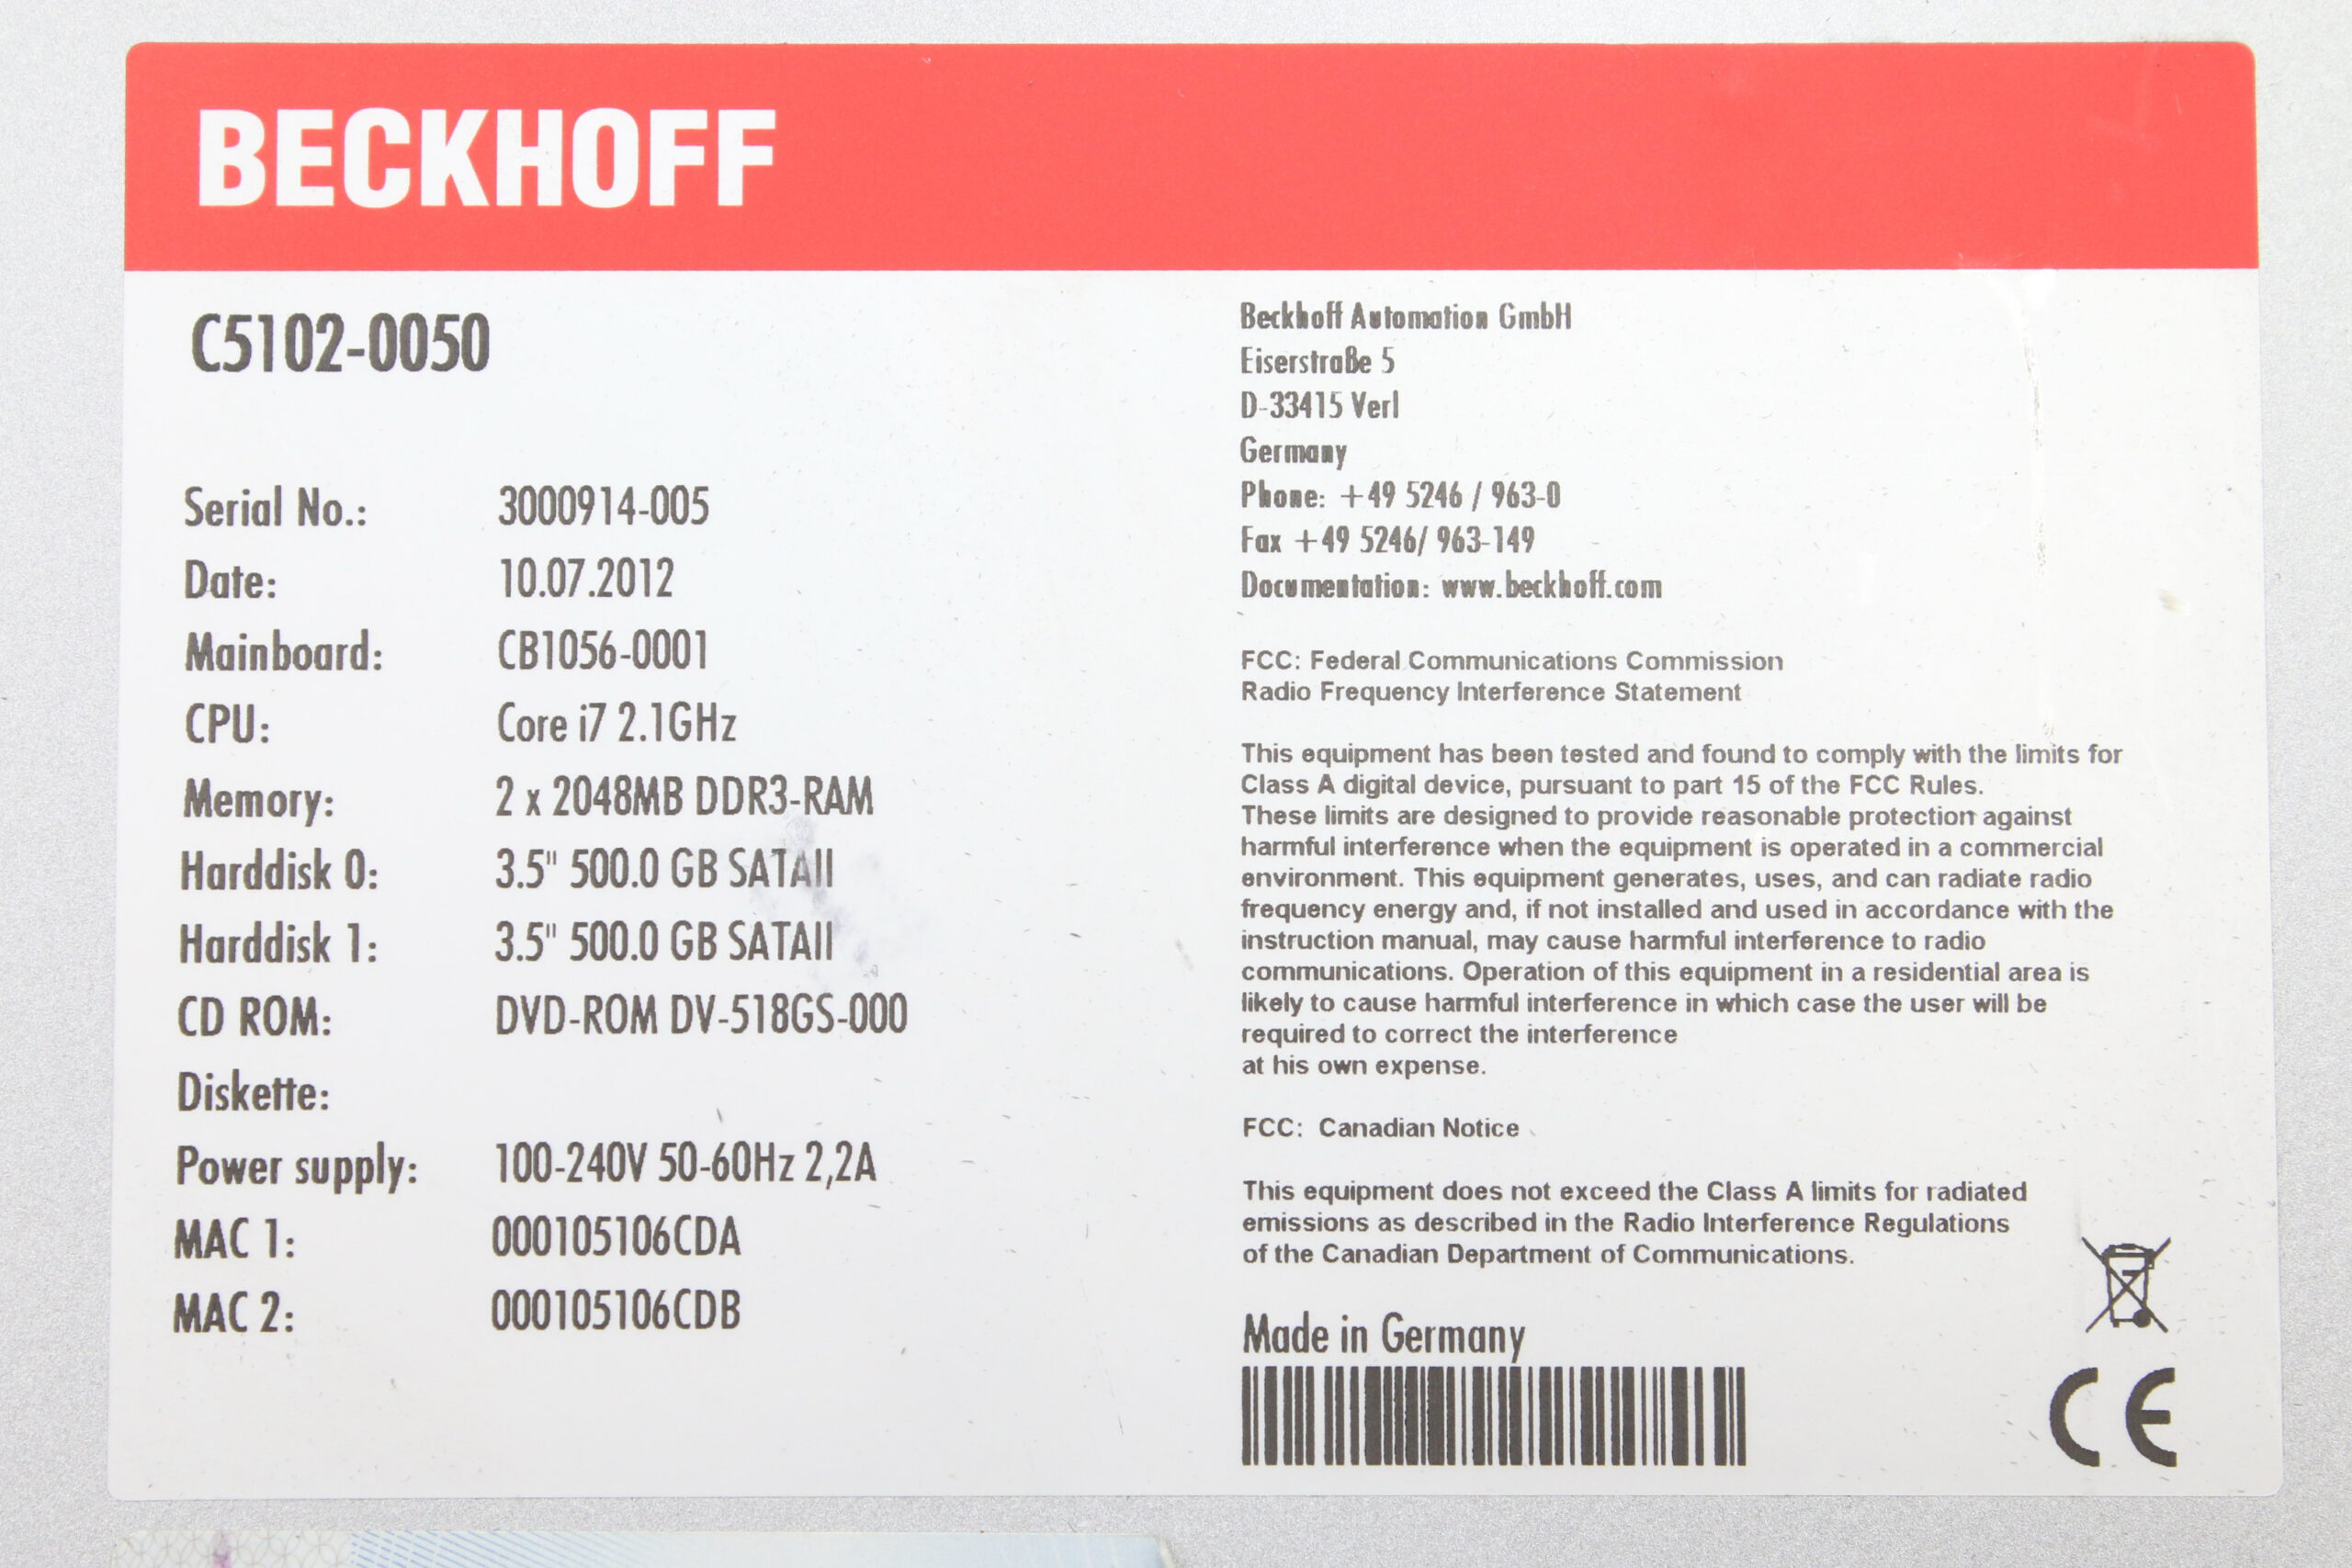 BECKHOFF
C5102-0050
Serial No.: 3000914-005
Date: 10.07.2012
Mainboard: CB1056-0001
CPU: Core i7 2.1GHz
Memory: 2 x 2048MB DDR3-RAM
Harddisk 0: 3.5" 500.0 GB SATAII
Harddisk 1: 3.5" 500.0 GB SATAII
CD ROM: DVD-ROM DV-518GS-000
Diskette:
Power supply: 100-240V 50-60Hz 2,2A
MAC 1: 000105106CDA
MAC 2: 000105106CDB
Beckhoff Automation GmbH
Eiserstraße 5
D-33415 Verl
Germany
Phone: +49 5246 / 963-0
Fax +49 5246/ 963-149
Documentation: www.beckhoff.com
FCC: Federal Communications Commission
Radio Frequency Interference Statement
This equipment has been tested and found to comply with the limits for
Class A digital device, pursuant to part 15 of the FCC Rules.
These limits are designed to provide reasonable protection against
harmful interference when the equipment is operated in a commercial
environment. This equipment generates, uses, and can radiate radio
frequency energy and, if not installed and used in accordance with the
instruction manual, may cause harmful interference to radio
communications. Operation of this equipment in a residential area is
likely to cause harmful interference in which case the user will be
required to correct the interference
at his own expense.
FCC: Canadian Notice
This equipment does not exceed the Class A limits for radiated
emissions as described in the Radio Interference Regulations
of the Canadian Department of Communications.
Made in Germany
CE